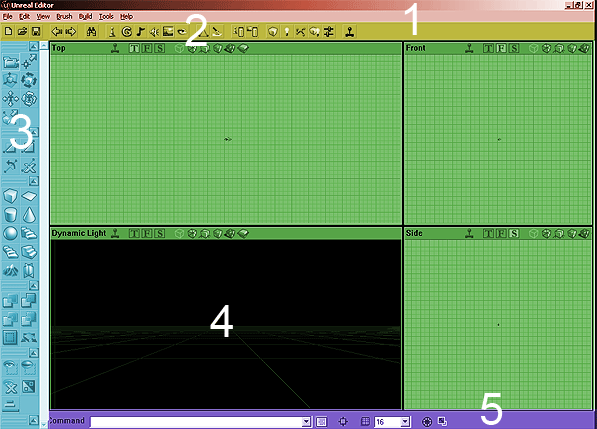 Unreal Editor
File Edit View Brush Build Tools Help
1
2
3
Top T F S
Front T F S
Dynamic Light T F S
Side T F S
4
5
Command 16